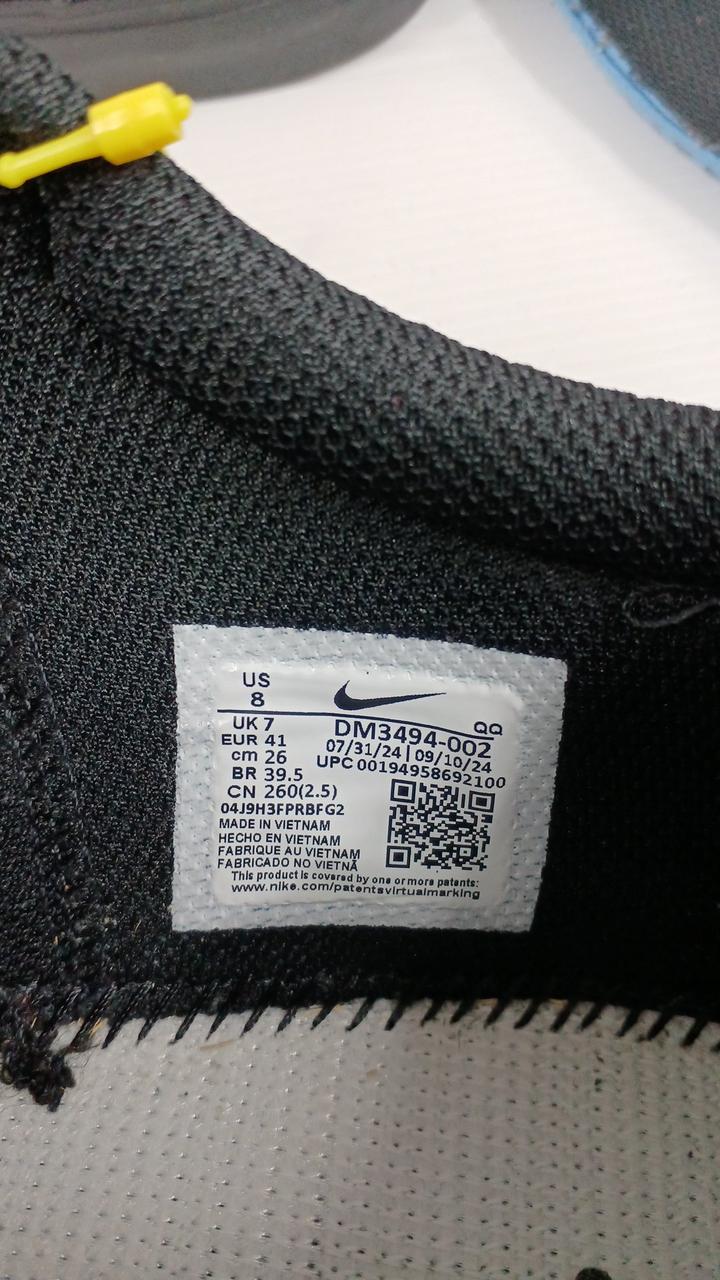 US
8
UK 7
EUR 41
cm 26
BR 39.5
CN 260(2.5)
QQ
DM3494-002
07/31/24 | 09/10/24
UPC 00194958692100
04J9H3FPRBFG2
MADE IN VIETNAM
HECHO EN VIETNAM
FABRIQUE AU VIETNAM
FABRICADO NO VIETNÃ
This product is covered by one or more patents:
www.nike.com/patentsvirtualmarking